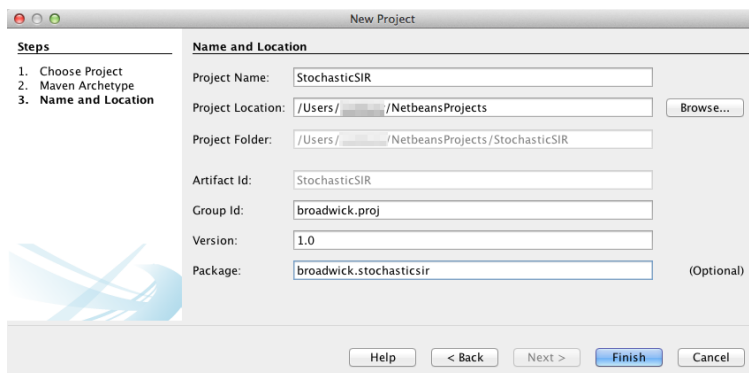 New Project
Steps
1. Choose Project
2. Maven Archetype
3. Name and Location
Name and Location
Project Name: StochasticSIR
Project Location: /Users/ /NetbeansProjects Browse...
Project Folder: /Users/ /NetbeansProjects/StochasticSIR
Artifact Id: StochasticSIR
Group Id: broadwick.proj
Version: 1.0
Package: broadwick.stochasticsir (Optional)
Help < Back Next > Finish Cancel